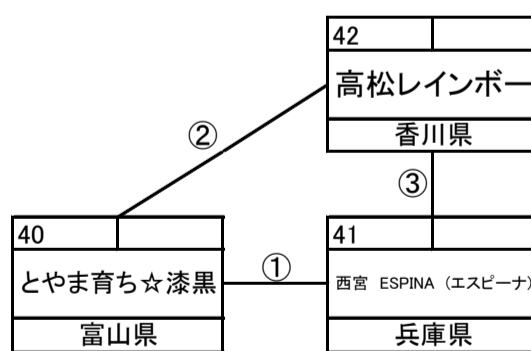 42
高松レインボー
香川県
②
③
40
とやま育ち☆漆黒
富山県
①
41
西宮 ESPINA（エスピーナ）
兵庫県